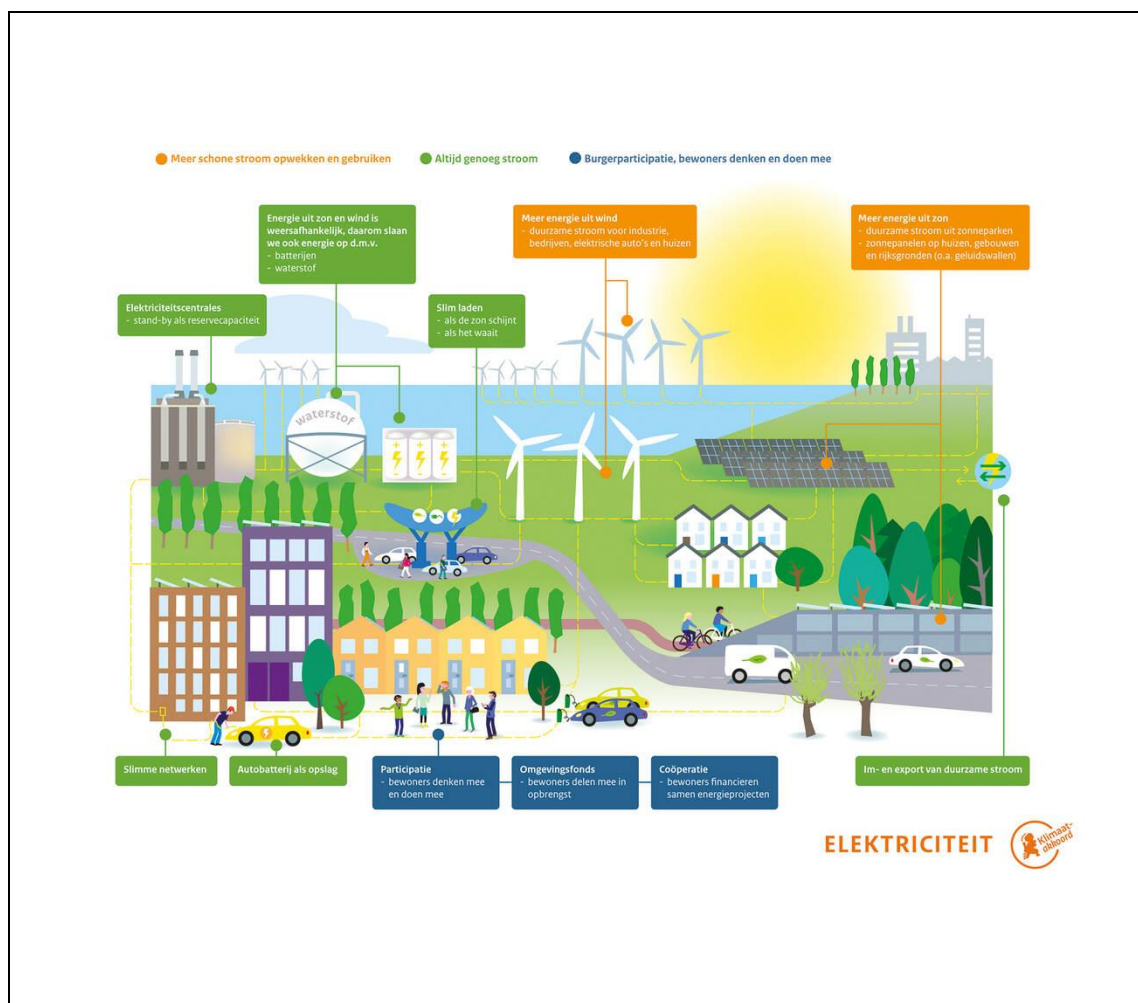 Meer schone stroom opwekken en gebruiken
Altijd genoeg stroom
Burgerparticipatie, bewoners denken en doen mee
Energie uit zon en wind is
weersafhankelijk, daarom slaan
we ook energie op d.m.v.
- batterijen
- waterstof
Meer energie uit wind
- duurzame stroom voor industrie,
bedrijven, elektrische auto's en huizen
Meer energie uit zon
- duurzame stroom uit zonneparken
- zonnepanelen op huizen, gebouwen
en rijksgronden (o.a. geluidswallen)
Elektriciteitscentrales
- stand-by als reservecapaciteit
Slim laden
- als de zon schijnt
- als het waait
waterstof
Slimme netwerken
Autobatterij als opslag
Participatie
- bewoners denken mee
en doen mee
Omgevingsfonds
- bewoners delen mee in
opbrengst
Coöperatie
- bewoners financieren
samen energieprojecten
Im- en export van duurzame stroom
ELEKTRICITEIT
Klimaat-
akkoord